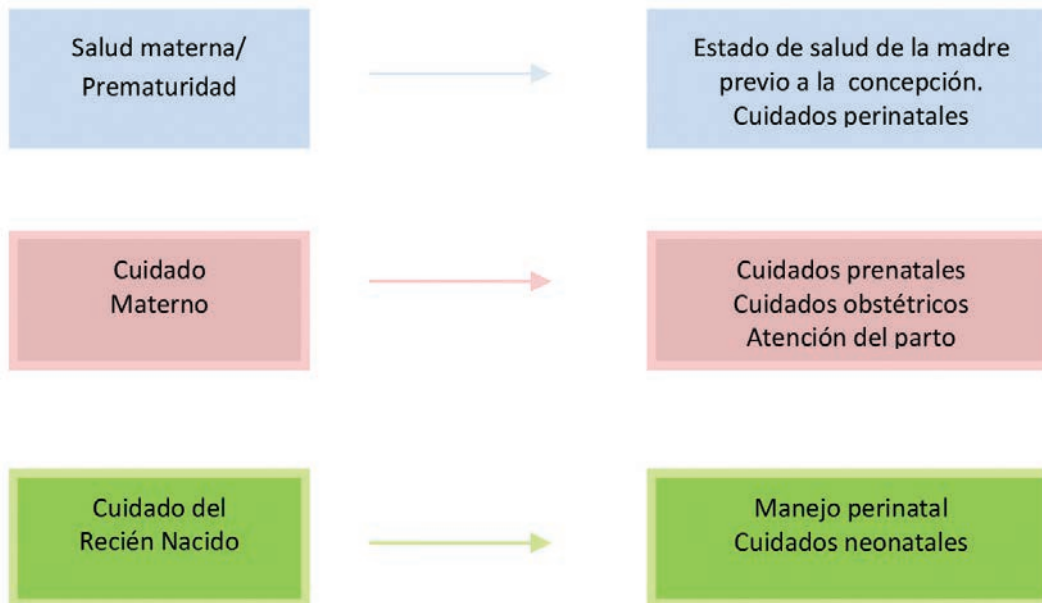 Salud materna/
Prematuridad
Estado de salud de la madre
previo a la concepción.
Cuidados perinatales
Cuidado
Materno
Cuidados prenatales
Cuidados obstétricos
Atención del parto
Cuidado del
Recién Nacido
Manejo perinatal
Cuidados neonatales